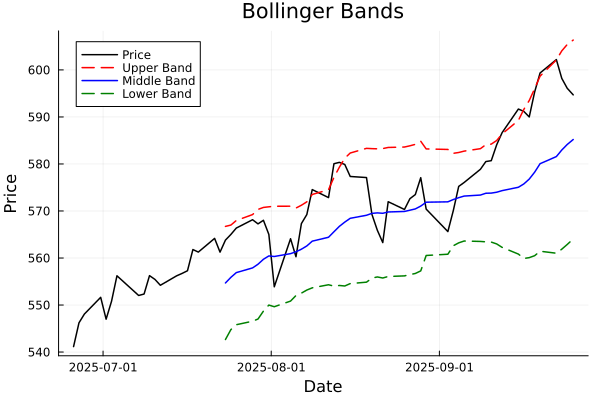 Bollinger Bands
Price
Upper Band
Middle Band
Lower Band
600
590
580
570
560
550
540
Price
2025-07-01
2025-08-01
2025-09-01
Date